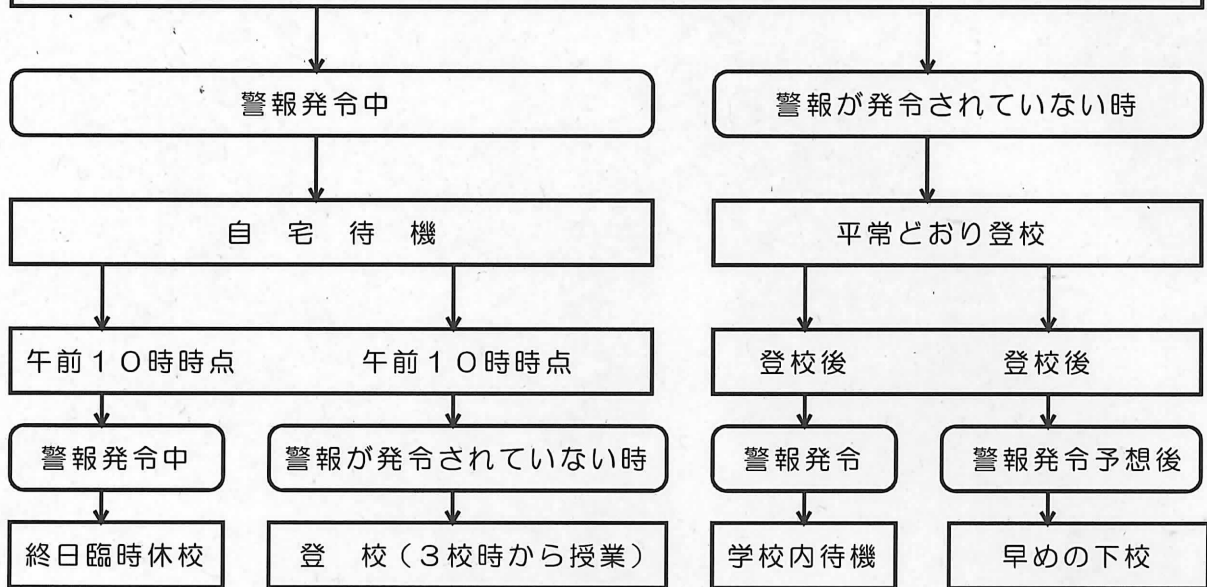 警報発令中
警報が発令されていない時
自宅待機
平常どおり登校
午前１０時時点
午前１０時時点
登校後
登校後
警報発令中
警報が発令されていない時
警報発令
警報発令予想後
終日臨時休校
登　校（３校時から授業）
学校内待機
早めの下校